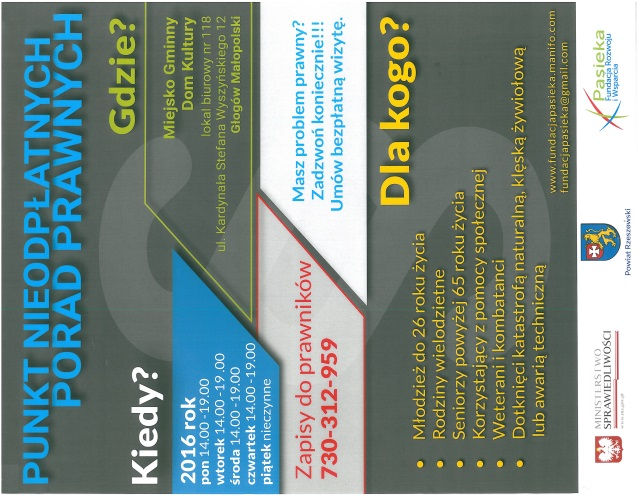 PUNKT NIEODPŁATNYCH
PORAD PRAWNYCH
Kiedy?
2016 rok
pon 14.00 -19.00
wtorek 14.00 -19 .00
środa 14.00 -19.00
czwartek 14.00 -19.00
piątek nieczynne
Gdzie?
Miejsko Gminny
Dom Kultury
lokal biurowy nr 118
ul. Kardynała Stefana Wyszyńskiego 12
Głogów Małopolski
Zapisy do prawników
730-312-959
Masz problem prawny?
Zadzwoń koniecznie!!!
Umów bezpłatną wizytę.
Dla kogo?
• Młodzież do 26 roku życia
• Rodziny wielodzietne
• Seniorzy powyżej 65 roku życia
• Korzystający z pomocy społecznej
• Weterani i kombatanci
• Dotknięci katastrofą naturalną, klęską żywiołową
lub awarią techniczną
www.fundacjapasieka.manifo.com
fundacjapasieka@gmail.com
MINISTERSTWO
SPRAWIEDLIWOŚCI
www.ms.gov.pl
Powiat Rzeszowski
Pasieka
Fundacja Rozwoju
i Wsparcia